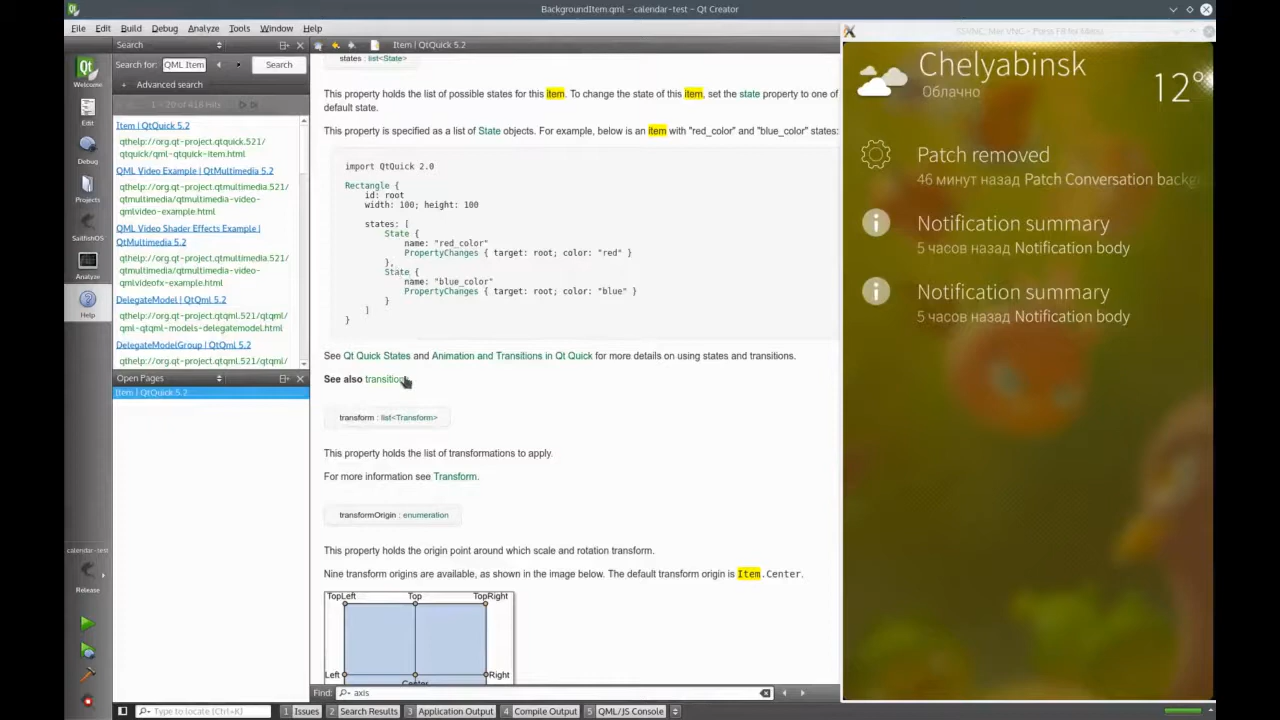 BackgroundItem.qml - calendar-test - Qt Creator
File Edit Build Debug Analyze Tools Window Help
Search
Search for: QML Item Search
Advanced search
1 - 20 of 418 Hits
Item | QtQuick 5.2
qthelp://org.qt-project.qtquick.521/
qtquick/qml-qtquick-item.html
QML Video Example | QtMultimedia 5.2
qthelp://org.qt-project.qtmultimedia.521/
qtmultimedia/qtmultimedia-video-
qmlvideo-example.html
QML Video Shader Effects Example |
QtMultimedia 5.2
qthelp://org.qt-project.qtmultimedia.521/
qtmultimedia/qtmultimedia-video-
qmlvideofx-example.html
DelegateModel | QtQml 5.2
qthelp://org.qt-project.qtqml.521/qtqml/
qml-qtqml-models-delegatemodel.html
DelegateModelGroup | QtQml 5.2
qthelp://org.qt-project.qtqml.521/qtqml/
Open Pages
Item | QtQuick 5.2
Qt
Welcome
Edit
Debug
Projects
SailfishOS
Analyze
Help
calendar-test
Release
Item | QtQuick 5.2
states : list<State>
This property holds the list of possible states for this item. To change the state of this item, set the state property to one of
default state.
This property is specified as a list of State objects. For example, below is an item with "red_color" and "blue_color" states:
import QtQuick 2.0
Rectangle {
id: root
width: 100; height: 100
states: [
State {
name: "red_color"
PropertyChanges { target: root; color: "red" }
},
State {
name: "blue_color"
PropertyChanges { target: root; color: "blue" }
}
]
}
See Qt Quick States and Animation and Transitions in Qt Quick for more details on using states and transitions.
See also transitions
transform : list<Transform>
This property holds the list of transformations to apply.
For more information see Transform.
transformOrigin : enumeration
This property holds the origin point around which scale and rotation transform.
Nine transform origins are available, as shown in the image below. The default transform origin is Item.Center.
TopLeft Top TopRight
Left Center Right
Find: axis
Type to locate (Ctrl+K) 1 Issues 2 Search Results 3 Application Output 4 Compile Output 5 QML/JS Console
Chelyabinsk
Облачно
12°
Patch removed
46 минут назад Patch Conversation backg
Notification summary
5 часов назад Notification body
Notification summary
5 часов назад Notification body